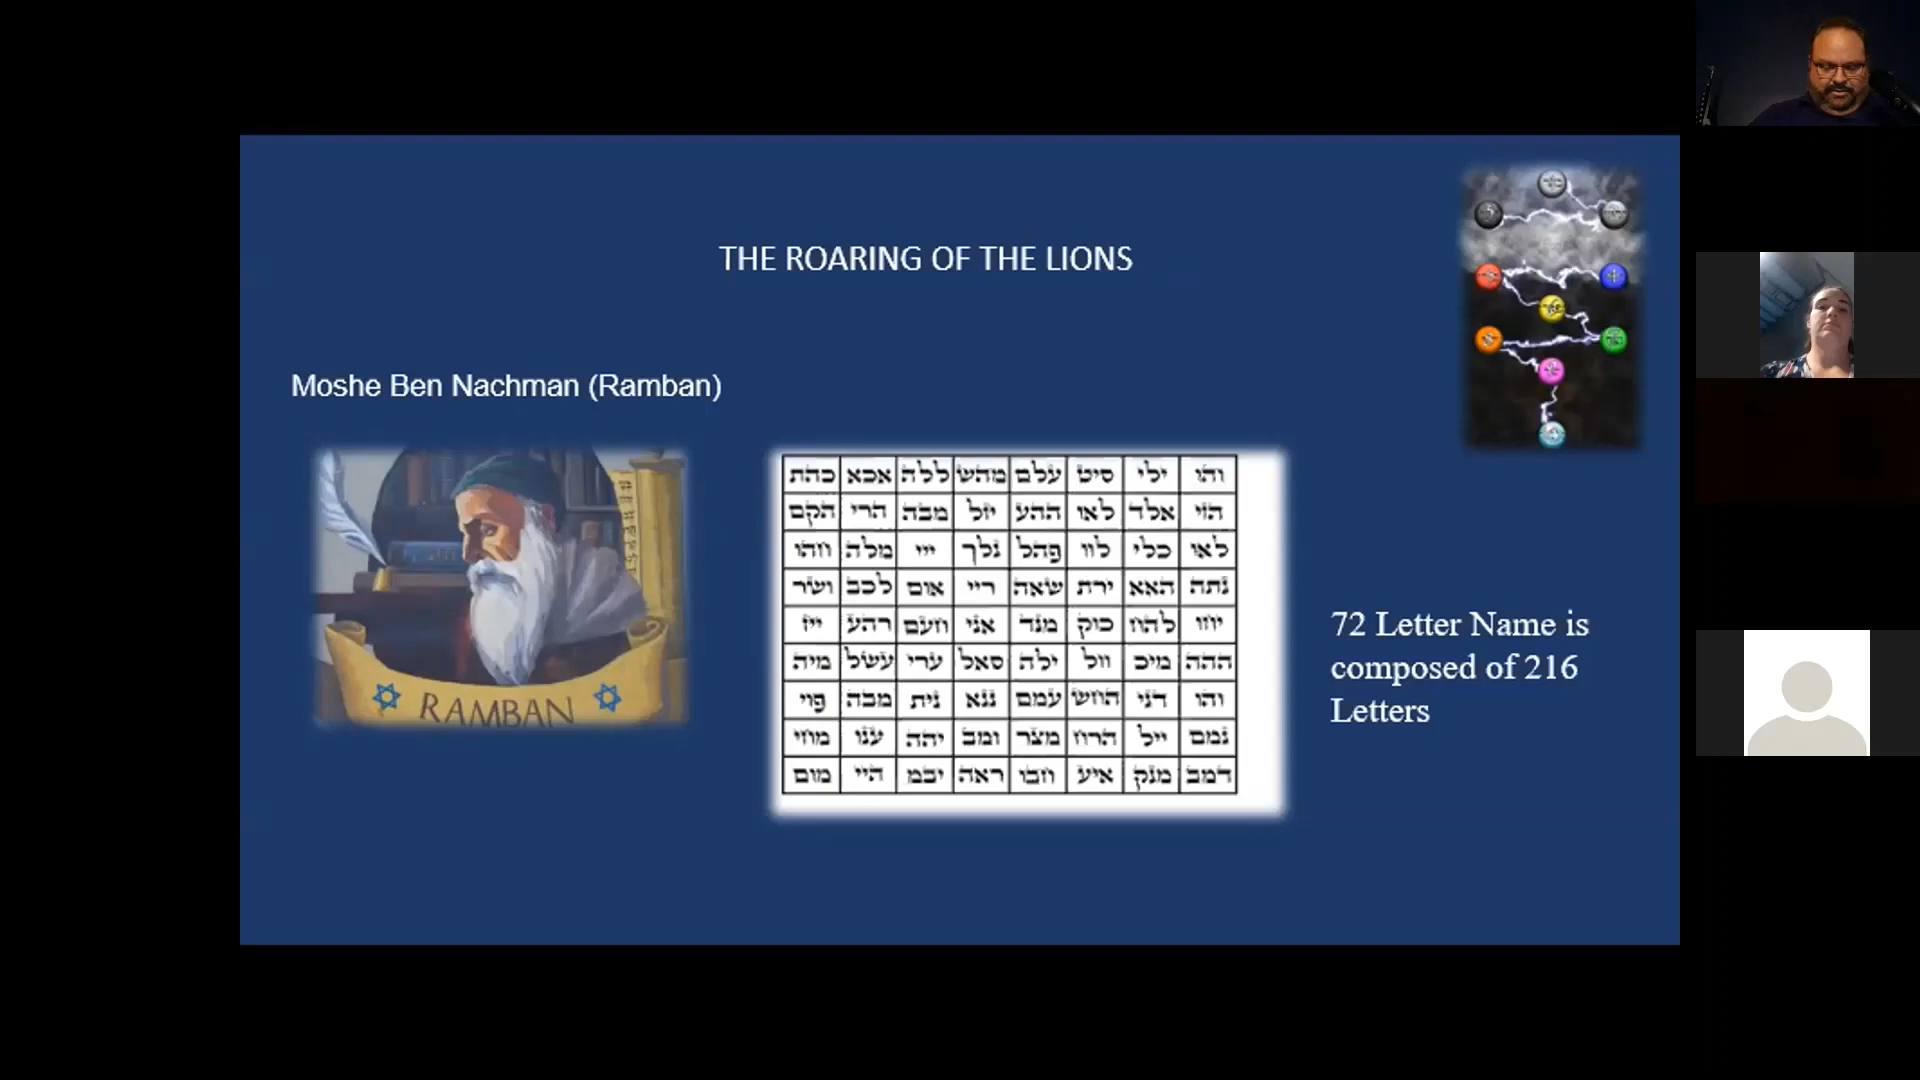 THE ROARING OF THE LIONS
Moshe Ben Nachman (Ramban)
RAMBAN
והו ילי סיט עלם מהש ללה אכא כהת
הזי אלד לאו ההע יזל מבה הרי הקם
לאו כלי לוו פהל נלך ייי מלה חהו
נתה האא ירת שאה ריי אום לכב ושר
יחו להח כוק מנד אני חעם רהע ייז
ההה מיכ וול ילה סאל ערי עשל מיה
והו דני החש עמם ננא נית מבה פוי
נמם ייל הרח מצר ומב יהה ענו מחי
דמב מנק איע חבו ראה יבמ היי מום
72 Letter Name is
composed of 216
Letters